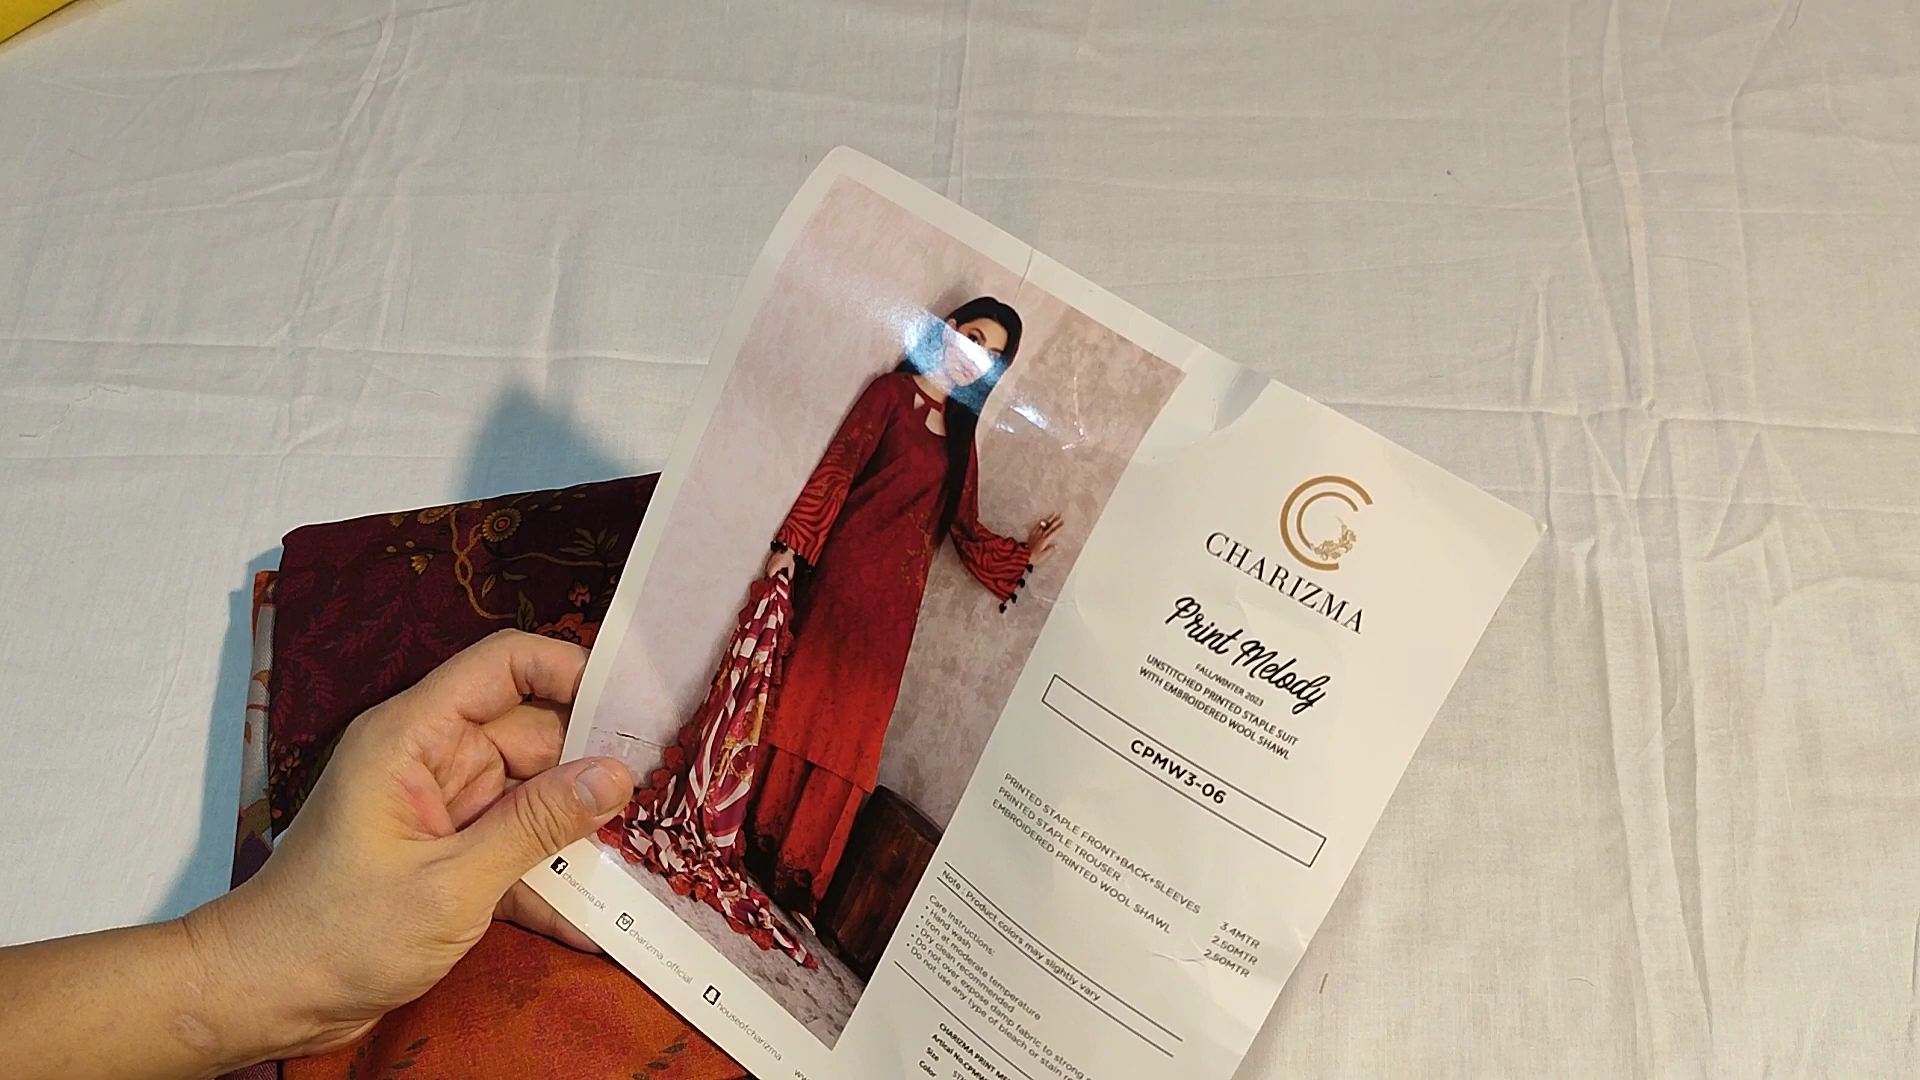 CHARIZMA
Print Melody
FALL/WINTER 2023
UNSTITCHED PRINTED STAPLE SUIT
WITH EMBROIDERED WOOL SHAWL
CPMW3-06
PRINTED STAPLE FRONT+BACK+SLEEVES 3.4MTR
PRINTED STAPLE TROUSER 2.50MTR
EMBROIDERED PRINTED WOOL SHAWL 2.50MTR
Note : Product colors may slightly vary
Care Instructions:
• Hand wash
• Iron at moderate temperature
• Dry clean recommended
• Do not over expose damp fabric to strong
• Do not use any type of bleach or stain
CHARIZMA PRINT
Artical No.
Size
Color
charizma.pk
charizma_official
houseofcharizma